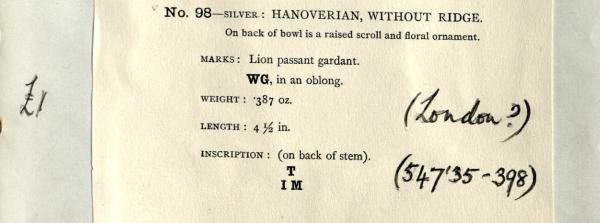 No. 98—SILVER: HANOVERIAN, WITHOUT RIDGE.
On back of bowl is a raised scroll and floral ornament.
MARKS: Lion passant gardant.
WG, in an oblong.
WEIGHT: ·387 oz.
LENGTH: 4 ½ in.
INSCRIPTION: (on back of stem).
T
I M
£1
(London?)
(547'35-398)